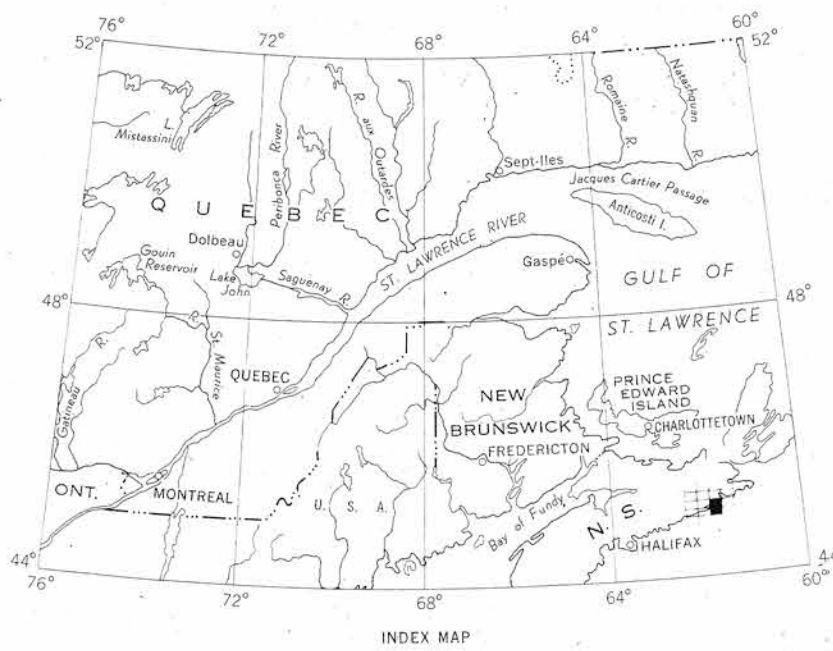 76° 72° 68° 64° 60°
52° 52°
L.
Mistassini
Peribonca River
R. aux Outardes
Romaine R.
Natashquan R.
Sept-Iles
Jacques Cartier Passage
Anticosti I.
QUEBEC
Dolbeau
Gouin
Reservoir
Lake
John
Saguenay R.
ST. LAWRENCE RIVER
Gaspé
GULF OF
ST. LAWRENCE
48° 48°
Gatineau R.
R.
St. Maurice
QUEBEC
NEW
BRUNSWICK
FREDERICTON
PRINCE
EDWARD
ISLAND
CHARLOTTETOWN
ONT.
MONTREAL
U. S. A.
Bay of Fundy
N. S.
HALIFAX
44° 44°
76° 72° 68° 64° 60°
INDEX MAP